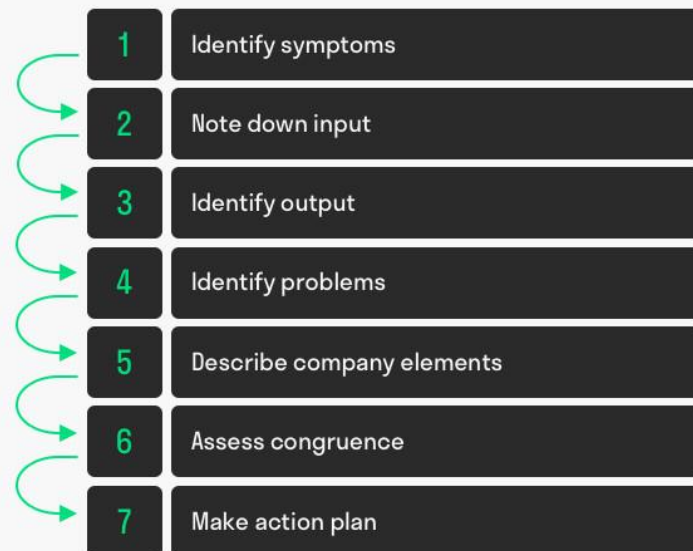 1 Identify symptoms
2 Note down input
3 Identify output
4 Identify problems
5 Describe company elements
6 Assess congruence
7 Make action plan